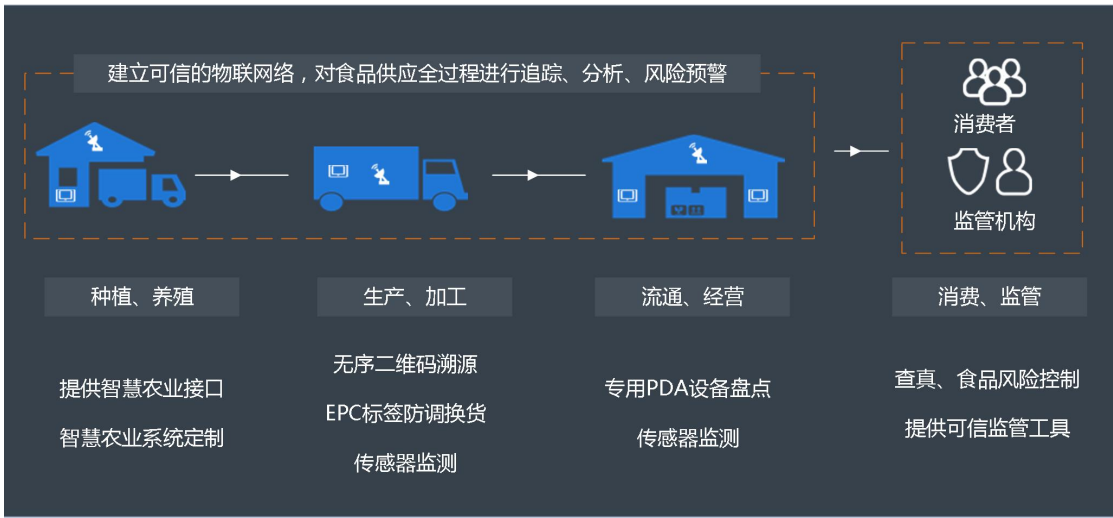 建立可信的物联网络，对食品供应全过程进行追踪、分析、风险预警
消费者
监管机构
种植、养殖
生产、加工
流通、经营
消费、监管
提供智慧农业接口
智慧农业系统定制
无序二维码溯源
EPC标签防调换货
传感器监测
专用PDA设备盘点
传感器监测
查真、食品风险控制
提供可信监管工具